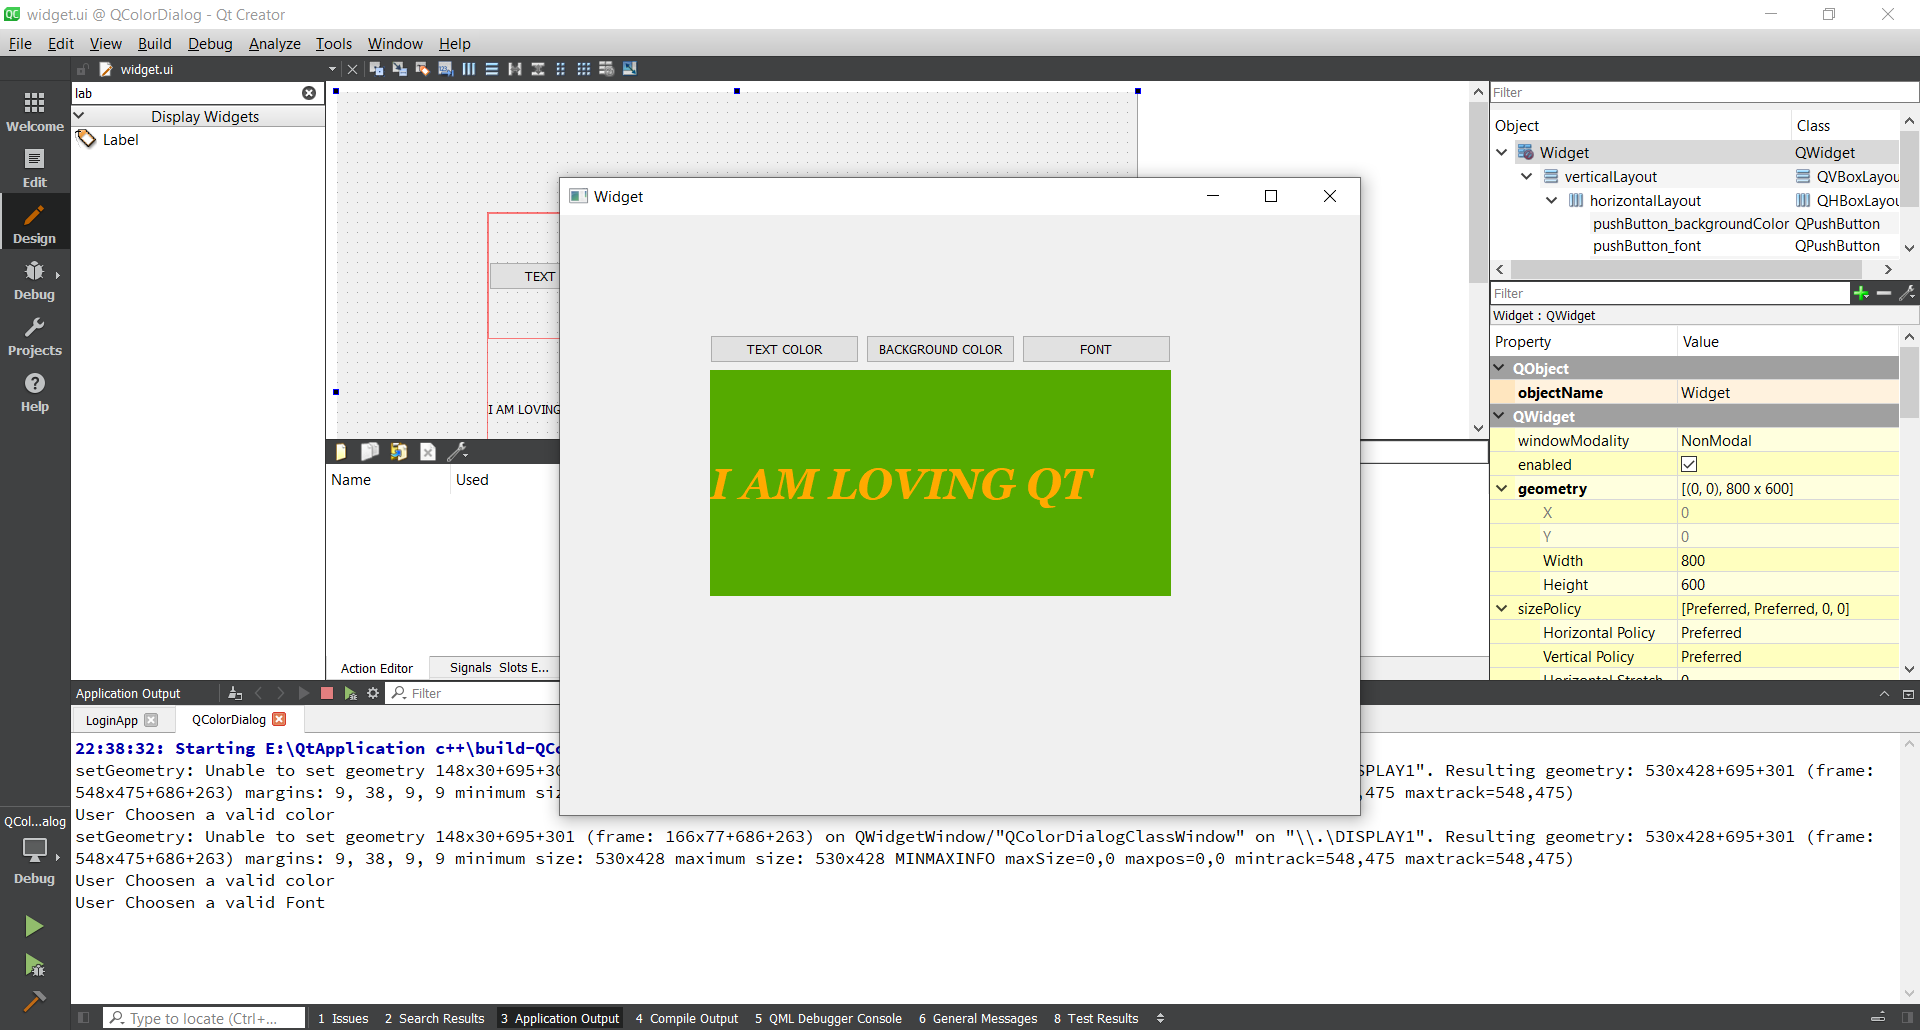 widget.ui @ QColorDialog - Qt Creator
File Edit View Build Debug Analyze Tools Window Help
widget.ui
lab
Display Widgets
Label
Welcome
Edit
Design
Debug
Projects
Help
QCol...alog
Debug
TEXT
I AM LOVING
Name Used
Action Editor Signals Slots E...
Widget
TEXT COLOR BACKGROUND COLOR FONT
I AM LOVING QT
Filter
Object Class
Widget QWidget
verticalLayout QVBoxLayou
horizontalLayout QHBoxLayou
pushButton_backgroundColor QPushButton
pushButton_font QPushButton
Filter
Widget : QWidget
Property Value
QObject
objectName Widget
QWidget
windowModality NonModal
enabled
geometry [(0, 0), 800 x 600]
X 0
Y 0
Width 800
Height 600
sizePolicy [Preferred, Preferred, 0, 0]
Horizontal Policy Preferred
Vertical Policy Preferred
Horizontal Stretch 0
Application Output Filter
LoginApp QColorDialog
22:38:32: Starting E:\QtApplication c++\build-QCo
setGeometry: Unable to set geometry 148x30+695+30 SPLAY1". Resulting geometry: 530x428+695+301 (frame:
548x475+686+263) margins: 9, 38, 9, 9 minimum siz ,475 maxtrack=548,475)
User Choosen a valid color
setGeometry: Unable to set geometry 148x30+695+301 (frame: 166x77+686+263) on QWidgetWindow/"QColorDialogClassWindow" on "\\.\DISPLAY1". Resulting geometry: 530x428+695+301 (frame:
548x475+686+263) margins: 9, 38, 9, 9 minimum size: 530x428 maximum size: 530x428 MINMAXINFO maxSize=0,0 maxpos=0,0 mintrack=548,475 maxtrack=548,475)
User Choosen a valid color
User Choosen a valid Font
Type to locate (Ctrl+... 1 Issues 2 Search Results 3 Application Output 4 Compile Output 5 QML Debugger Console 6 General Messages 8 Test Results